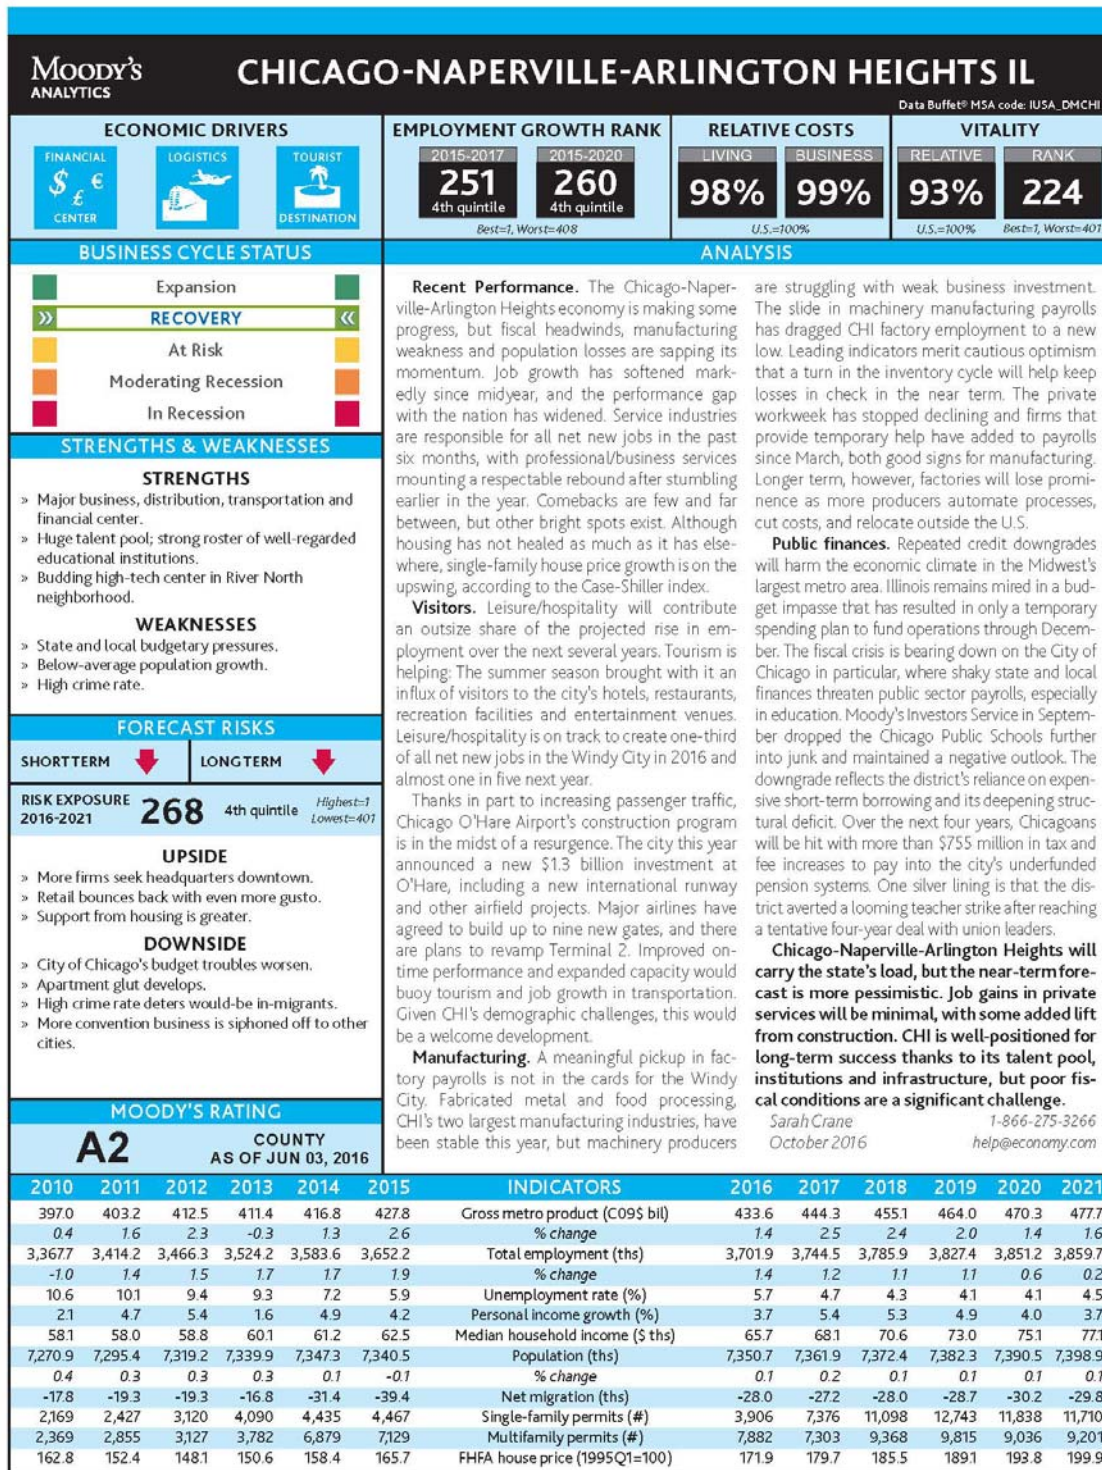 MOODY'S
ANALYTICS
CHICAGO-NAPERVILLE-ARLINGTON HEIGHTS IL
Data Buffet® MSA code: IUSA_DMCHI
ECONOMIC DRIVERS
FINANCIAL
$ £ €
CENTER
LOGISTICS
TOURIST
DESTINATION
EMPLOYMENT GROWTH RANK
2015-2017
251
4th quintile
2015-2020
260
4th quintile
Best=1, Worst=408
RELATIVE COSTS
LIVING
98%
BUSINESS
99%
U.S.=100%
VITALITY
RELATIVE
93%
U.S.=100%
RANK
224
Best=1, Worst=401
BUSINESS CYCLE STATUS
Expansion
» RECOVERY «
At Risk
Moderating Recession
In Recession
STRENGTHS & WEAKNESSES
STRENGTHS
» Major business, distribution, transportation and
financial center.
» Huge talent pool; strong roster of well-regarded
educational institutions.
» Budding high-tech center in River North
neighborhood.
WEAKNESSES
» State and local budgetary pressures.
» Below-average population growth.
» High crime rate.
FORECAST RISKS
SHORT TERM
LONG TERM
RISK EXPOSURE
2016-2021
268
4th quintile
Highest=1
Lowest=401
UPSIDE
» More firms seek headquarters downtown.
» Retail bounces back with even more gusto.
» Support from housing is greater.
DOWNSIDE
» City of Chicago's budget troubles worsen.
» Apartment glut develops.
» High crime rate deters would-be in-migrants.
» More convention business is siphoned off to other
cities.
MOODY'S RATING
A2
COUNTY
AS OF JUN 03, 2016
ANALYSIS
Recent Performance. The Chicago-Naper-
ville-Arlington Heights economy is making some
progress, but fiscal headwinds, manufacturing
weakness and population losses are sapping its
momentum. Job growth has softened mark-
edly since midyear, and the performance gap
with the nation has widened. Service industries
are responsible for all net new jobs in the past
six months, with professional/business services
mounting a respectable rebound after stumbling
earlier in the year. Comebacks are few and far
between, but other bright spots exist. Although
housing has not healed as much as it has else-
where, single-family house price growth is on the
upswing, according to the Case-Shiller index.
Visitors. Leisure/hospitality will contribute
an outsize share of the projected rise in em-
ployment over the next several years. Tourism is
helping: The summer season brought with it an
influx of visitors to the city's hotels, restaurants,
recreation facilities and entertainment venues.
Leisure/hospitality is on track to create one-third
of all net new jobs in the Windy City in 2016 and
almost one in five next year.
Thanks in part to increasing passenger traffic,
Chicago O'Hare Airport's construction program
is in the midst of a resurgence. The city this year
announced a new $1.3 billion investment at
O'Hare, including a new international runway
and other airfield projects. Major airlines have
agreed to build up to nine new gates, and there
are plans to revamp Terminal 2. Improved on-
time performance and expanded capacity would
buoy tourism and job growth in transportation.
Given CHI's demographic challenges, this would
be a welcome development.
Manufacturing. A meaningful pickup in fac-
tory payrolls is not in the cards for the Windy
City. Fabricated metal and food processing,
CHI's two largest manufacturing industries, have
been stable this year, but machinery producers
are struggling with weak business investment.
The slide in machinery manufacturing payrolls
has dragged CHI factory employment to a new
low. Leading indicators merit cautious optimism
that a turn in the inventory cycle will help keep
losses in check in the near term. The private
workweek has stopped declining and firms that
provide temporary help have added to payrolls
since March, both good signs for manufacturing.
Longer term, however, factories will lose promi-
nence as more producers automate processes,
cut costs, and relocate outside the U.S.
Public finances. Repeated credit downgrades
will harm the economic climate in the Midwest's
largest metro area. Illinois remains mired in a bud-
get impasse that has resulted in only a temporary
spending plan to fund operations through Decem-
ber. The fiscal crisis is bearing down on the City of
Chicago in particular, where shaky state and local
finances threaten public sector payrolls, especially
in education. Moody's Investors Service in Septem-
ber dropped the Chicago Public Schools further
into junk and maintained a negative outlook. The
downgrade reflects the district's reliance on expen-
sive short-term borrowing and its deepening struc-
tural deficit. Over the next four years, Chicagoans
will be hit with more than $755 million in tax and
fee increases to pay into the city's underfunded
pension systems. One silver lining is that the dis-
trict averted a looming teacher strike after reaching
a tentative four-year deal with union leaders.
Chicago-Naperville-Arlington Heights will
carry the state's load, but the near-term fore-
cast is more pessimistic. Job gains in private
services will be minimal, with some added lift
from construction. CHI is well-positioned for
long-term success thanks to its talent pool,
institutions and infrastructure, but poor fis-
cal conditions are a significant challenge.
Sarah Crane 1-866-275-3266
October 2016 help@economy.com
2010 2011 2012 2013 2014 2015 INDICATORS 2016 2017 2018 2019 2020 2021
397.0 403.2 412.5 411.4 416.8 427.8 Gross metro product (C09$ bil) 433.6 444.3 455.1 464.0 470.3 477.7
0.4 1.6 2.3 -0.3 1.3 2.6 % change 1.4 2.5 2.4 2.0 1.4 1.6
3,367.7 3,414.2 3,466.3 3,524.2 3,583.6 3,652.2 Total employment (ths) 3,701.9 3,744.5 3,785.9 3,827.4 3,851.2 3,859.7
-1.0 1.4 1.5 1.7 1.7 1.9 % change 1.4 1.2 1.1 1.1 0.6 0.2
10.6 10.1 9.4 9.3 7.2 5.9 Unemployment rate (%) 5.7 4.7 4.3 4.1 4.1 4.5
2.1 4.7 5.4 1.6 4.9 4.2 Personal income growth (%) 3.7 5.4 5.3 4.9 4.0 3.7
58.1 58.0 58.8 60.1 61.2 62.5 Median household income ($ ths) 65.7 68.1 70.6 73.0 75.1 77.1
7,270.9 7,295.4 7,319.2 7,339.9 7,347.3 7,340.5 Population (ths) 7,350.7 7,361.9 7,372.4 7,382.3 7,390.5 7,398.9
0.4 0.3 0.3 0.3 0.1 -0.1 % change 0.1 0.2 0.1 0.1 0.1 0.1
-17.8 -19.3 -19.3 -16.8 -31.4 -39.4 Net migration (ths) -28.0 -27.2 -28.0 -28.7 -30.2 -29.8
2,169 2,427 3,120 4,090 4,435 4,467 Single-family permits (#) 3,906 7,376 11,098 12,743 11,838 11,710
2,369 2,855 3,127 3,782 6,879 7,129 Multifamily permits (#) 7,882 7,303 9,368 9,815 9,036 9,201
162.8 152.4 148.1 150.6 158.4 165.7 FHFA house price (1995Q1=100) 171.9 179.7 185.5 189.1 193.8 199.9